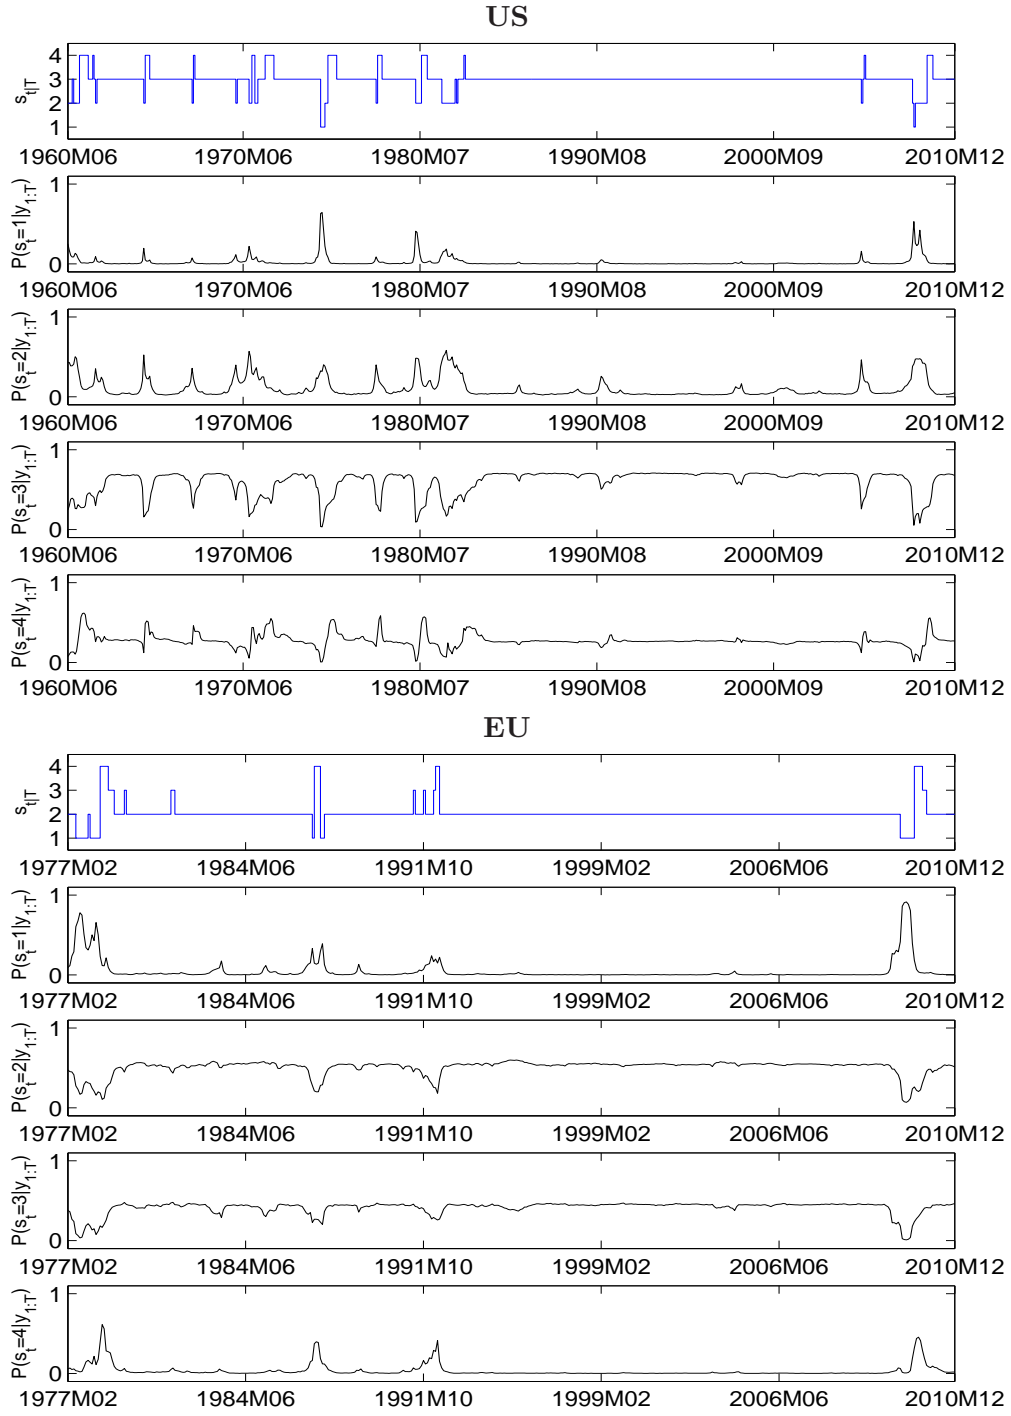 US
s_{t|T}
4
3
2
1
1960M06 1970M06 1980M07 1990M08 2000M09 2010M12
P(s_t=1|y_{1:T})
1
0
1960M06 1970M06 1980M07 1990M08 2000M09 2010M12
P(s_t=2|y_{1:T})
1
0
1960M06 1970M06 1980M07 1990M08 2000M09 2010M12
P(s_t=3|y_{1:T})
1
0
1960M06 1970M06 1980M07 1990M08 2000M09 2010M12
P(s_t=4|y_{1:T})
1
0
1960M06 1970M06 1980M07 1990M08 2000M09 2010M12
EU
s_{t|T}
4
3
2
1
1977M02 1984M06 1991M10 1999M02 2006M06 2010M12
P(s_t=1|y_{1:T})
1
0
1977M02 1984M06 1991M10 1999M02 2006M06 2010M12
P(s_t=2|y_{1:T})
1
0
1977M02 1984M06 1991M10 1999M02 2006M06 2010M12
P(s_t=3|y_{1:T})
1
0
1977M02 1984M06 1991M10 1999M02 2006M06 2010M12
P(s_t=4|y_{1:T})
1
0
1977M02 1984M06 1991M10 1999M02 2006M06 2010M12